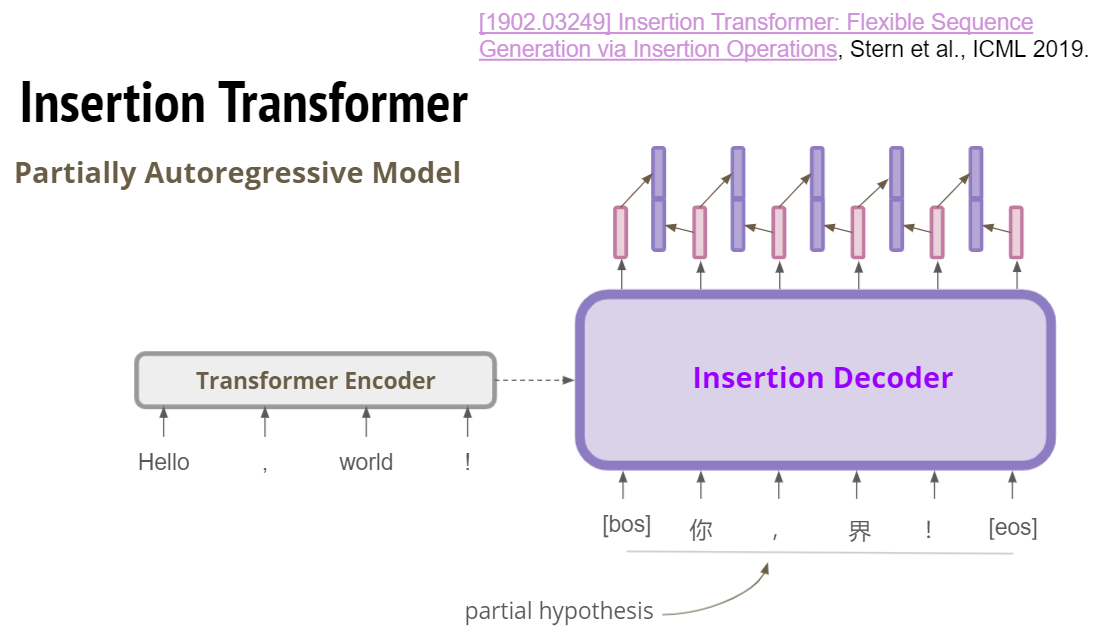 [1902.03249] Insertion Transformer: Flexible Sequence
Generation via Insertion Operations, Stern et al., ICML 2019.
Insertion Transformer
Partially Autoregressive Model
Transformer Encoder
Hello , world !
Insertion Decoder
[bos] 你 , 界 ! [eos]
partial hypothesis